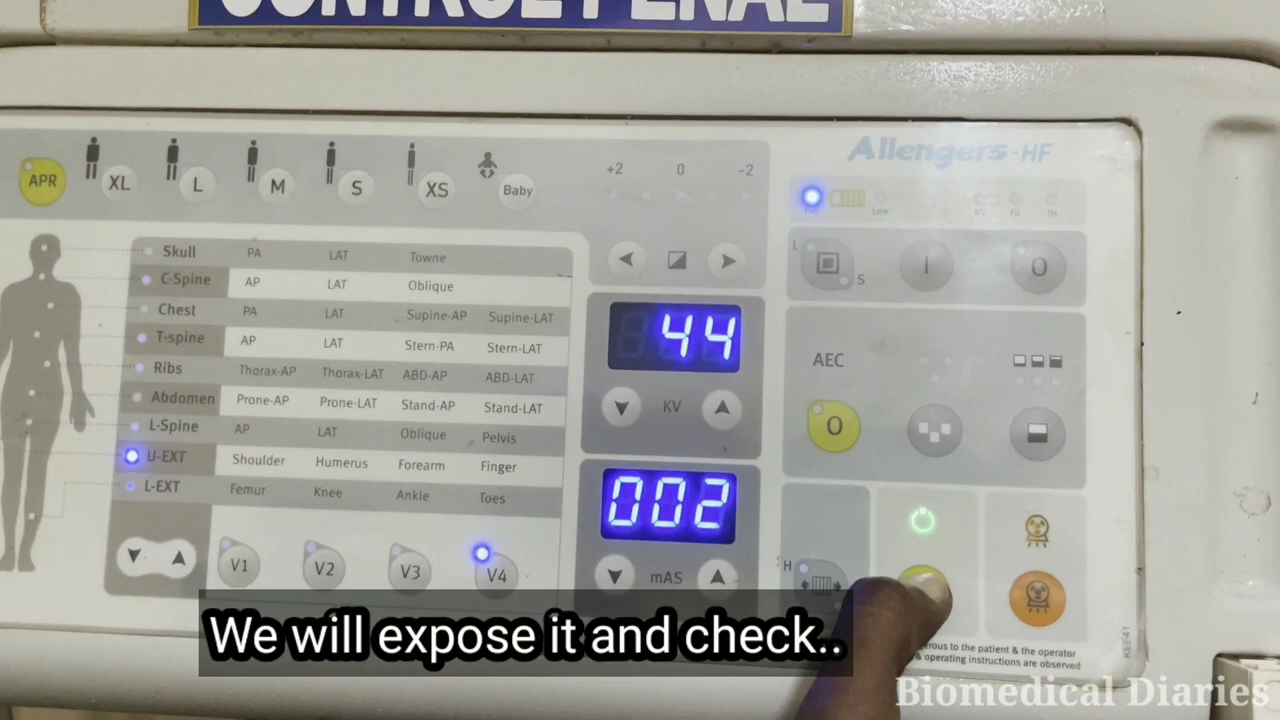 CONTROL PENAL
Allengers-HF
APR
XL
L
M
S
XS
Baby
+2
0
-2
Full
Low
KV
FIL
TH
Skull PA LAT Towne
C-Spine AP LAT Oblique
Chest PA LAT Supine-AP Supine-LAT
T-spine AP LAT Stern-PA Stern-LAT
Ribs Thorax-AP Thorax-LAT ABD-AP ABD-LAT
Abdomen Prone-AP Prone-LAT Stand-AP Stand-LAT
L-Spine AP LAT Oblique Pelvis
U-EXT Shoulder Humerus Forearm Finger
L-EXT Femur Knee Ankle Toes
V1
V2
V3
V4
44
KV
002
mAS
L
S
I
O
AEC
O
H
KEE41
to the patient & the operator
& operating instructions are observed
We will expose it and check..
Biomedical Diaries